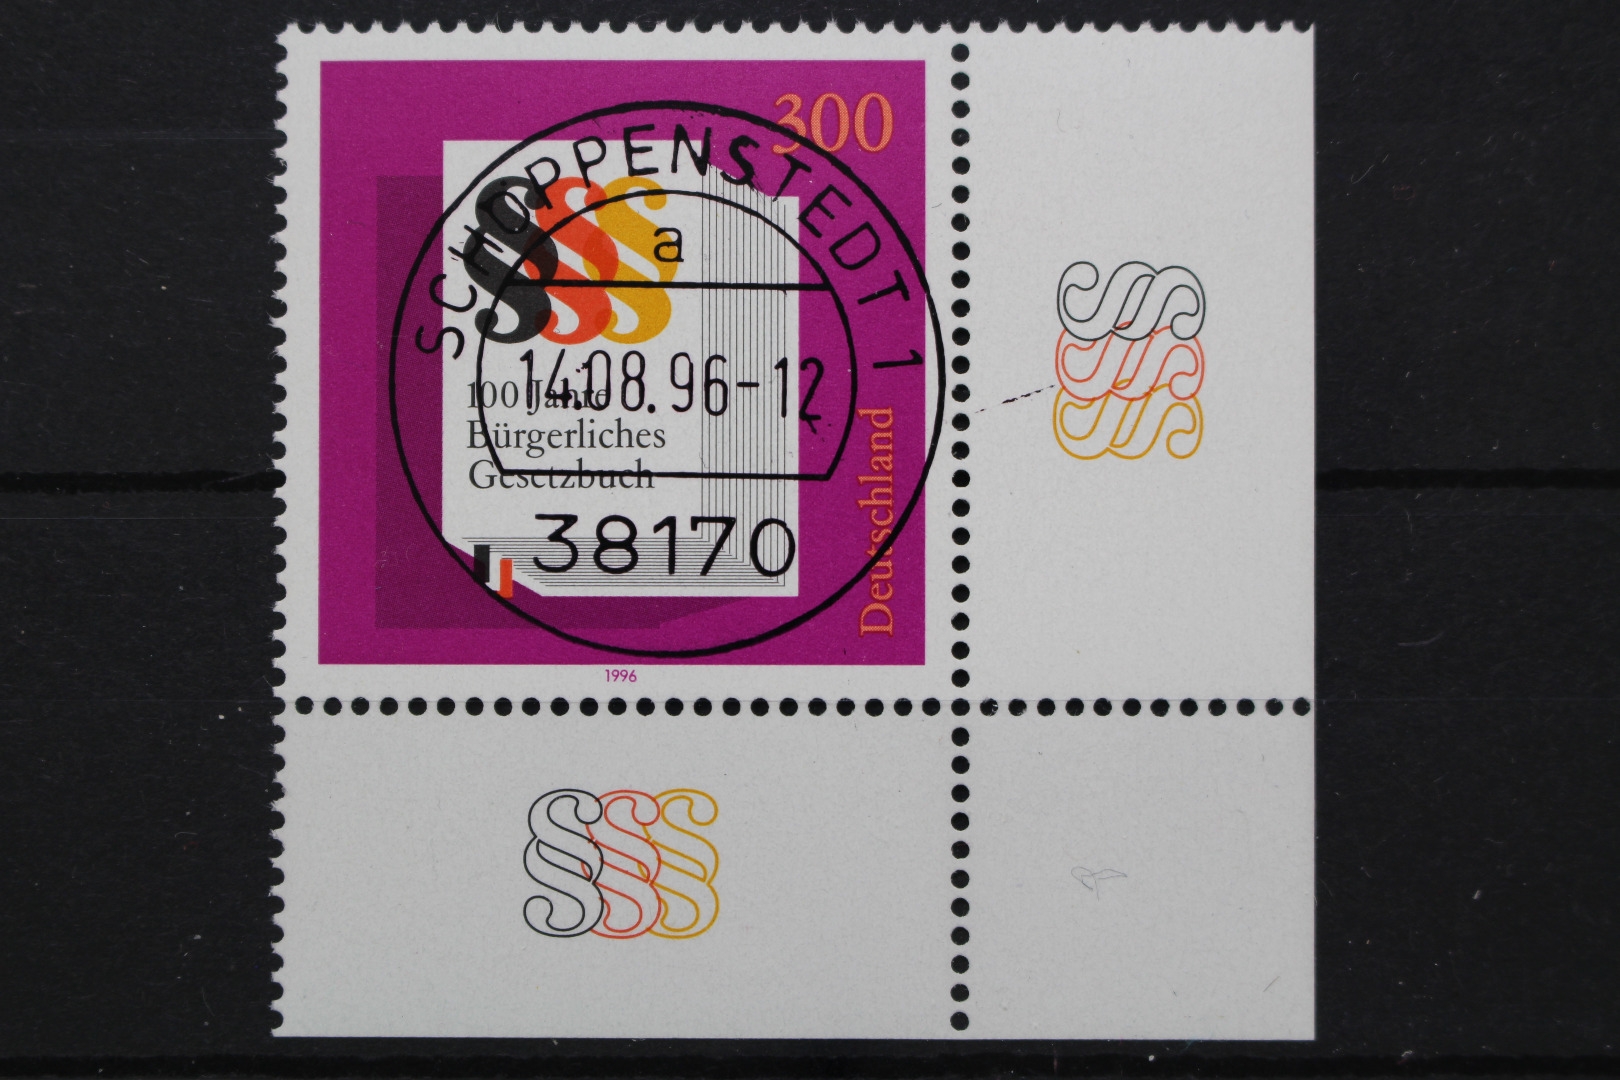 300
§§§
100 Jahre
Bürgerliches
Gesetzbuch
Deutschland
1996
SCHÖPPENSTEDT 1
a
14.08.96-12
38170
§§§
§§§